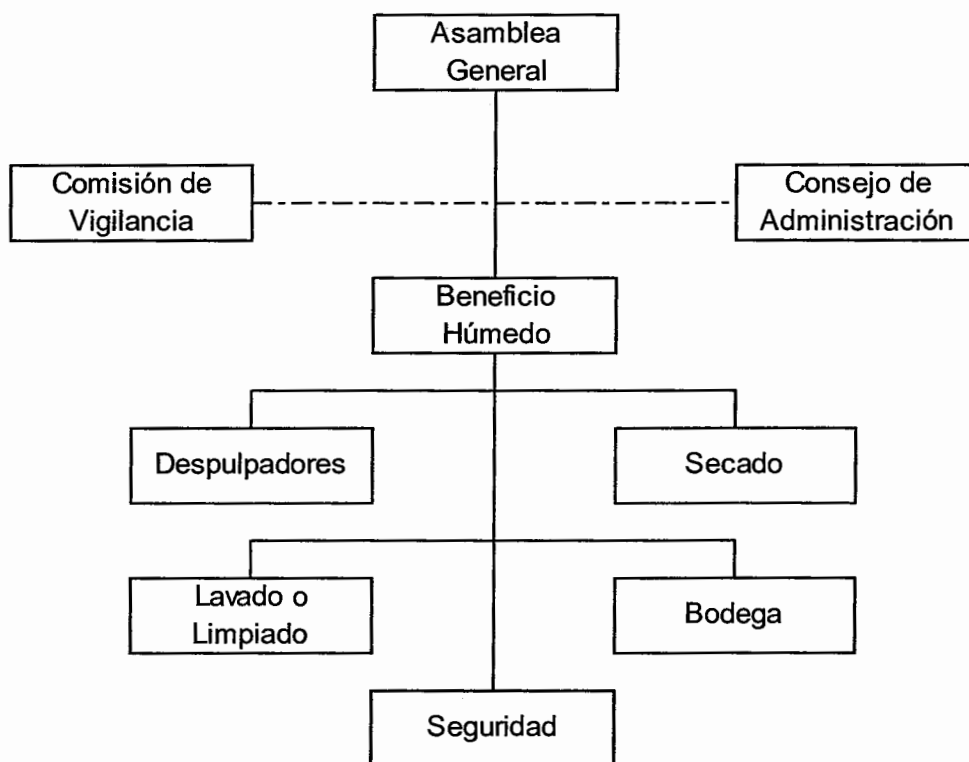 Asamblea
General
Comisión de
Vigilancia
Consejo de
Administración
Beneficio
Húmedo
Despulpadores
Secado
Lavado o
Limpiado
Bodega
Seguridad